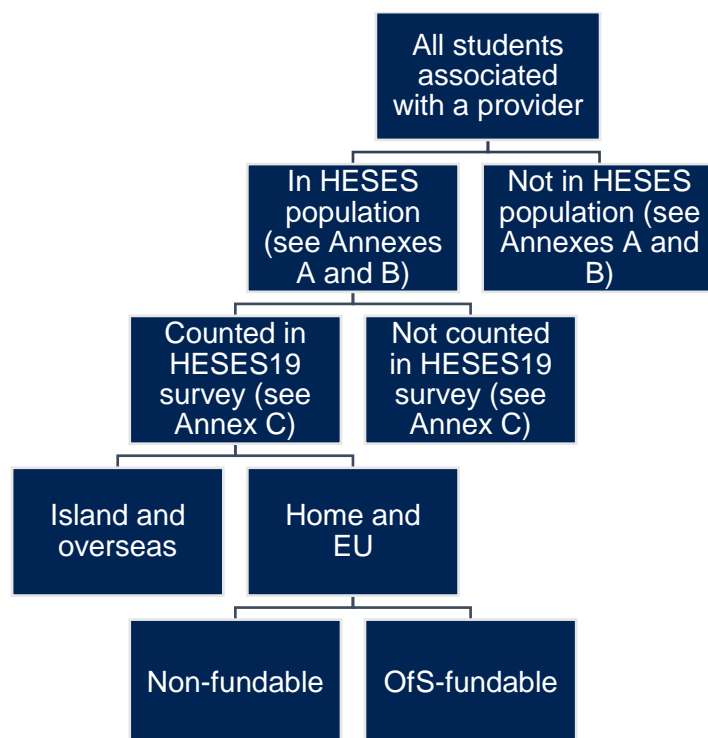 All students
associated
with a provider
In HESES
population
(see Annexes
A and B)
Not in HESES
population (see
Annexes A and
B)
Counted in
HESES19
survey (see
Annex C)
Not counted
in HESES19
survey (see
Annex C)
Island and
overseas
Home and
EU
Non-fundable
OfS-fundable